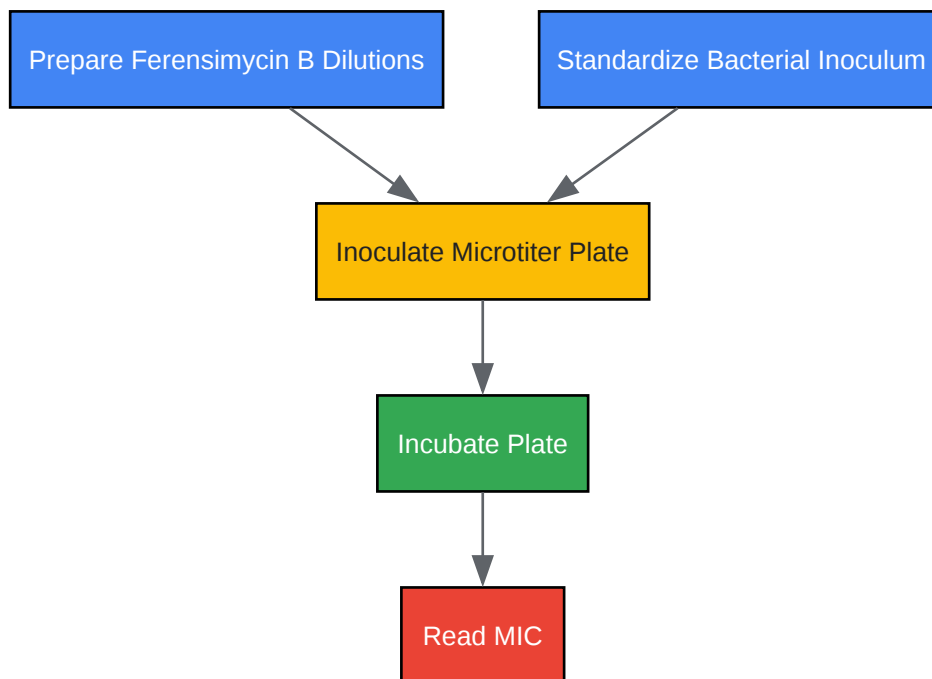 Prepare Ferensimycin B Dilutions
Standardize Bacterial Inoculum
Inoculate Microtiter Plate
Incubate Plate
Read MIC